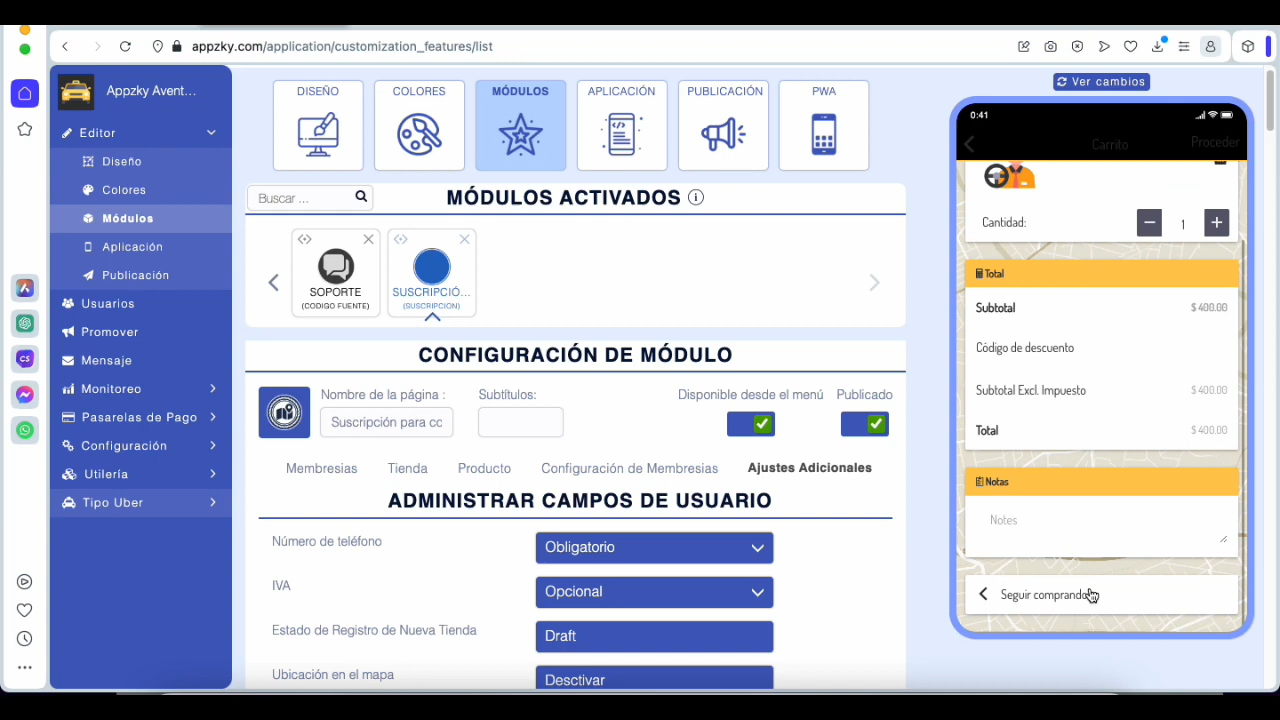 appzky.com/application/customization_features/list
Appzky Avent...
Editor
Diseño
Colores
Módulos
Aplicación
Publicación
Usuarios
Promover
Mensaje
Monitoreo
Pasarelas de Pago
Configuración
Utilería
Tipo Uber
DISEÑO
COLORES
MÓDULOS
APLICACIÓN
PUBLICACIÓN
PWA
Buscar ...
MÓDULOS ACTIVADOS
SOPORTE
(CODIGO FUENTE)
SUSCRIPCIÓ...
(SUSCRIPCION)
CONFIGURACIÓN DE MÓDULO
Nombre de la página :
Subtítulos:
Disponible desde el menú
Publicado
Suscripción para cc
Membresias
Tienda
Producto
Configuración de Membresias
Ajustes Adicionales
ADMINISTRAR CAMPOS DE USUARIO
Número de teléfono
Obligatorio
IVA
Opcional
Estado de Registro de Nueva Tienda
Draft
Ubicación en el mapa
Desctivar
Ver cambios
0:41
Carrito
Proceder
Cantidad:
1
Total
Subtotal
$ 400.00
Código de descuento
Subtotal Excl. Impuesto
$ 400.00
Total
$ 400.00
Notas
Notes
Seguir comprando